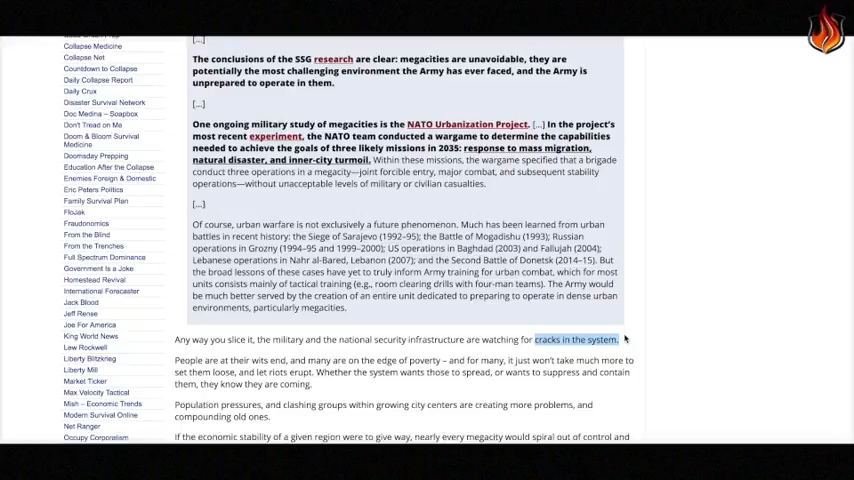 [...]
Collapse Medicine
Collapse Net
Countdown to Collapse
Daily Collapse Report
Daily Crux
Disaster Survival Network
Doc Medina – Soapbox
Don't Tread on Me
Doom & Bloom Survival
Medicine
Doomsday Prepping
Education After the Collapse
Enemies Foreign & Domestic
Eric Peters Politics
Family Survival Plan
FloJak
Fraudonomics
From the Blind
From the Trenches
Full Spectrum Dominance
Government Is a Joke
Homestead Revival
International Forecaster
Jack Blood
Jeff Rense
Joe For America
King World News
Lew Rockwell
Liberty Blitzkrieg
Liberty Mill
Market Ticker
Max Velocity Tactical
Mish – Economic Trends
Modern Survival Online
Net Ranger
Occupy Corporatism
The conclusions of the SSG research are clear: megacities are unavoidable, they are
potentially the most challenging environment the Army has ever faced, and the Army is
unprepared to operate in them.
[...]
One ongoing military study of megacities is the NATO Urbanization Project. [...] In the project's
most recent experiment, the NATO team conducted a wargame to determine the capabilities
needed to achieve the goals of three likely missions in 2035: response to mass migration,
natural disaster, and inner-city turmoil. Within these missions, the wargame specified that a brigade
conduct three operations in a megacity—joint forcible entry, major combat, and subsequent stability
operations—without unacceptable levels of military or civilian casualties.
[...]
Of course, urban warfare is not exclusively a future phenomenon. Much has been learned from urban
battles in recent history: the Siege of Sarajevo (1992–95); the Battle of Mogadishu (1993); Russian
operations in Grozny (1994–95 and 1999–2000); US operations in Baghdad (2003) and Fallujah (2004);
Lebanese operations in Nahr al-Bared, Lebanon (2007); and the Second Battle of Donetsk (2014–15). But
the broad lessons of these cases have yet to truly inform Army training for urban combat, which for most
units consists mainly of tactical training (e.g., room clearing drills with four-man teams). The Army would
be much better served by the creation of an entire unit dedicated to preparing to operate in dense urban
environments, particularly megacities.
Any way you slice it, the military and the national security infrastructure are watching for cracks in the system.
People are at their wits end, and many are on the edge of poverty – and for many, it just won't take much more to
set them loose, and let riots erupt. Whether the system wants those to spread, or wants to suppress and contain
them, they know they are coming.
Population pressures, and clashing groups within growing city centers are creating more problems, and
compounding old ones.
If the economic stability of a given region were to give way, nearly every megacity would spiral out of control and